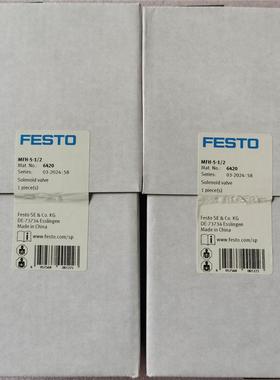 FESTO
MFH-5-1/2
Mat. No.: 6420
Series: 03-2024:58
Solenoid valve
1 piece(s)
Festo SE & Co. KG
DE-73734 Esslingen
Made in China
www.festo.com/sp
FESTO
MFH-5-1/2
Mat. No.: 6420
Series: 03-2024:58
Solenoid valve
1 piece(s)
Festo SE & Co. KG
DE-73734 Esslingen
Made in China
www.festo.com/sp